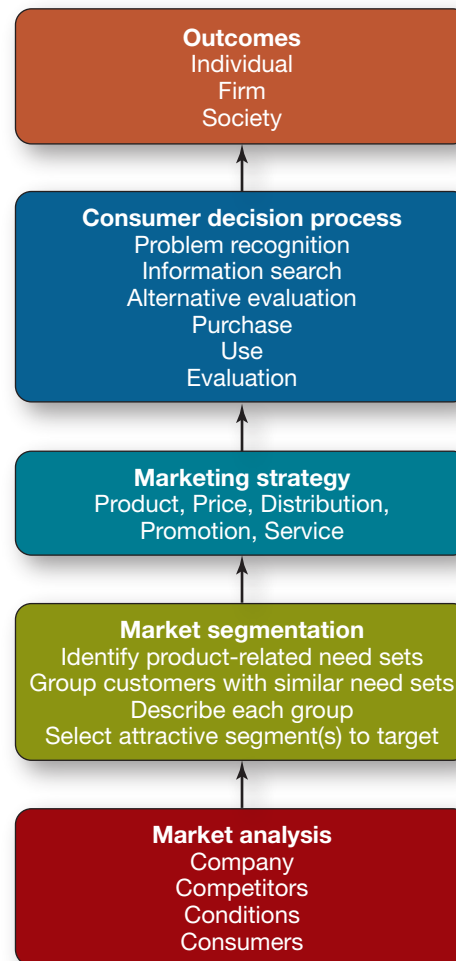 Outcomes
Individual
Firm
Society
Consumer decision process
Problem recognition
Information search
Alternative evaluation
Purchase
Use
Evaluation
Marketing strategy
Product, Price, Distribution,
Promotion, Service
Market segmentation
Identify product-related need sets
Group customers with similar need sets
Describe each group
Select attractive segment(s) to target
Market analysis
Company
Competitors
Conditions
Consumers